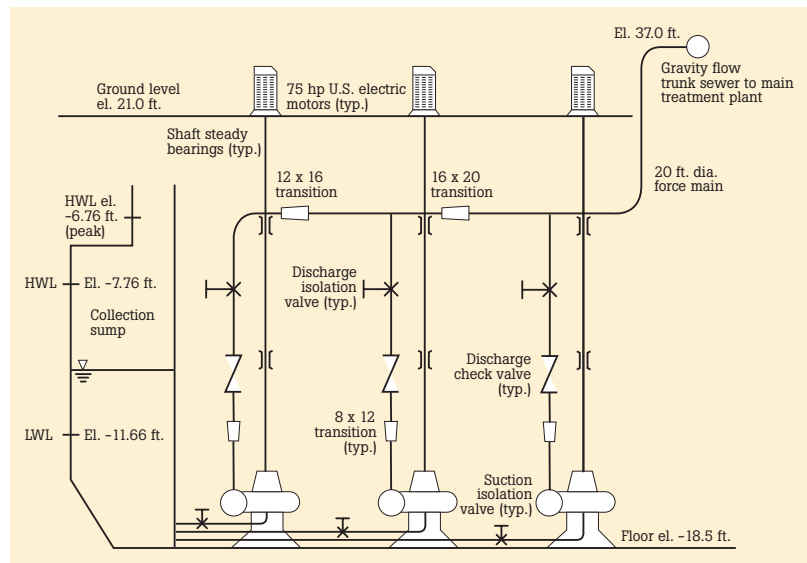 El. 37.0 ft.
Gravity flow
trunk sewer to main
treatment plant
Ground level
el. 21.0 ft.
75 hp U.S. electric
motors (typ.)
Shaft steady
bearings (typ.)
12 x 16
transition
16 x 20
transition
20 ft. dia.
force main
HWL el.
-6.76 ft.
(peak)
HWL
El. -7.76 ft.
Collection
sump
Discharge
isolation
valve (typ.)
Discharge
check valve
(typ.)
8 x 12
transition
(typ.)
LWL
El. -11.66 ft.
Suction
isolation
valve (typ.)
Floor el. -18.5 ft.